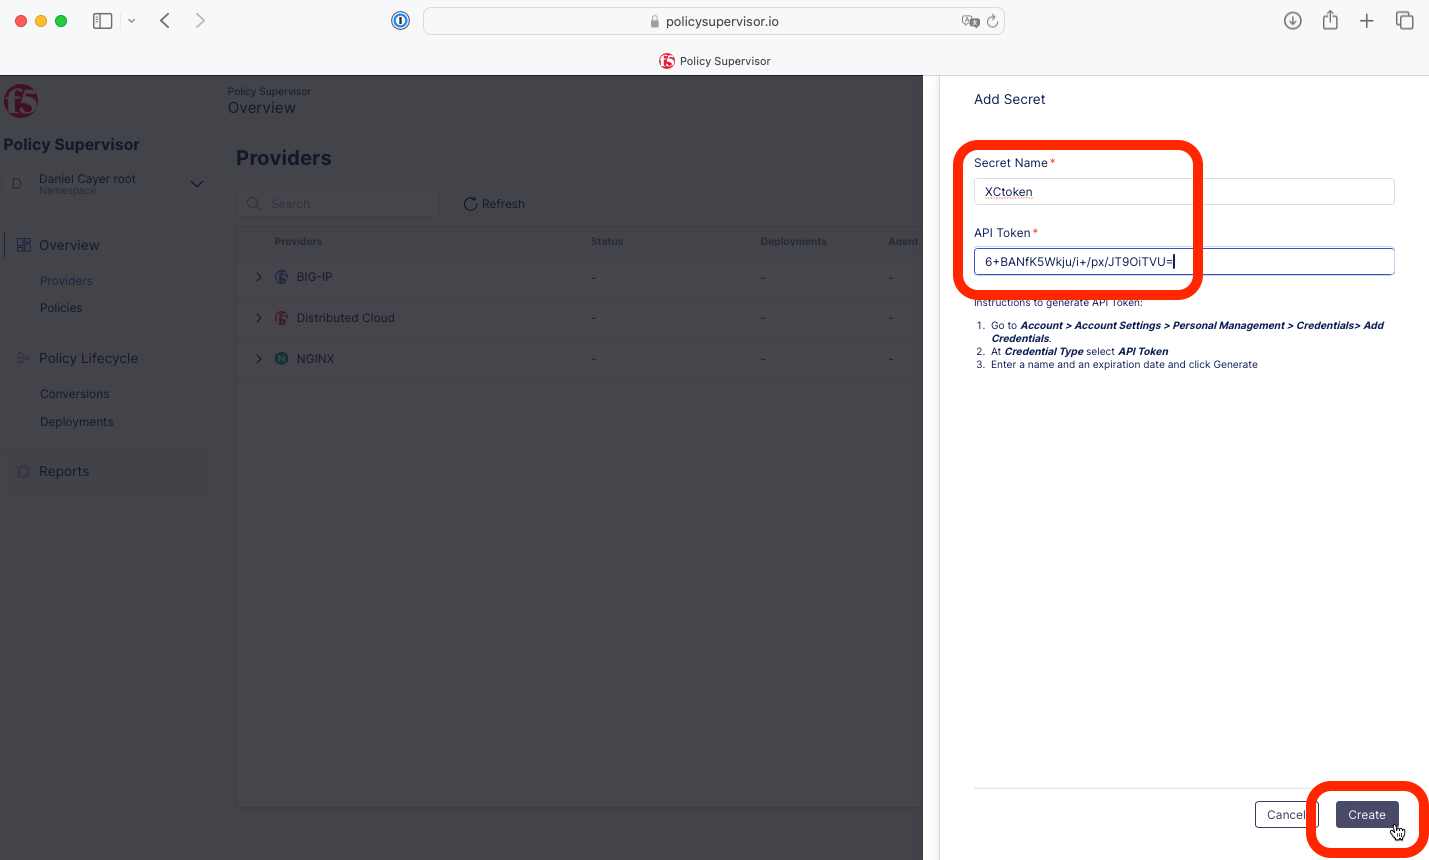 policysupervisor.io
Policy Supervisor
f5
Policy Supervisor
Overview
Policy Supervisor
D
Daniel Cayer root
Namespace
Overview
Providers
Policies
Policy Lifecycle
Conversions
Deployments
Reports
Providers
Search
Refresh
Providers Status Deployments Agent
BIG-IP - - -
Distributed Cloud - - -
NGINX - - -
Add Secret
Secret Name*
XCtoken
API Token*
6+BANfK5Wkju/i+/px/JT9OiTVU=
Instructions to generate API Token:
1. Go to Account > Account Settings > Personal Management > Credentials> Add
Credentials.
2. At Credential Type select API Token
3. Enter a name and an expiration date and click Generate
Cancel
Create